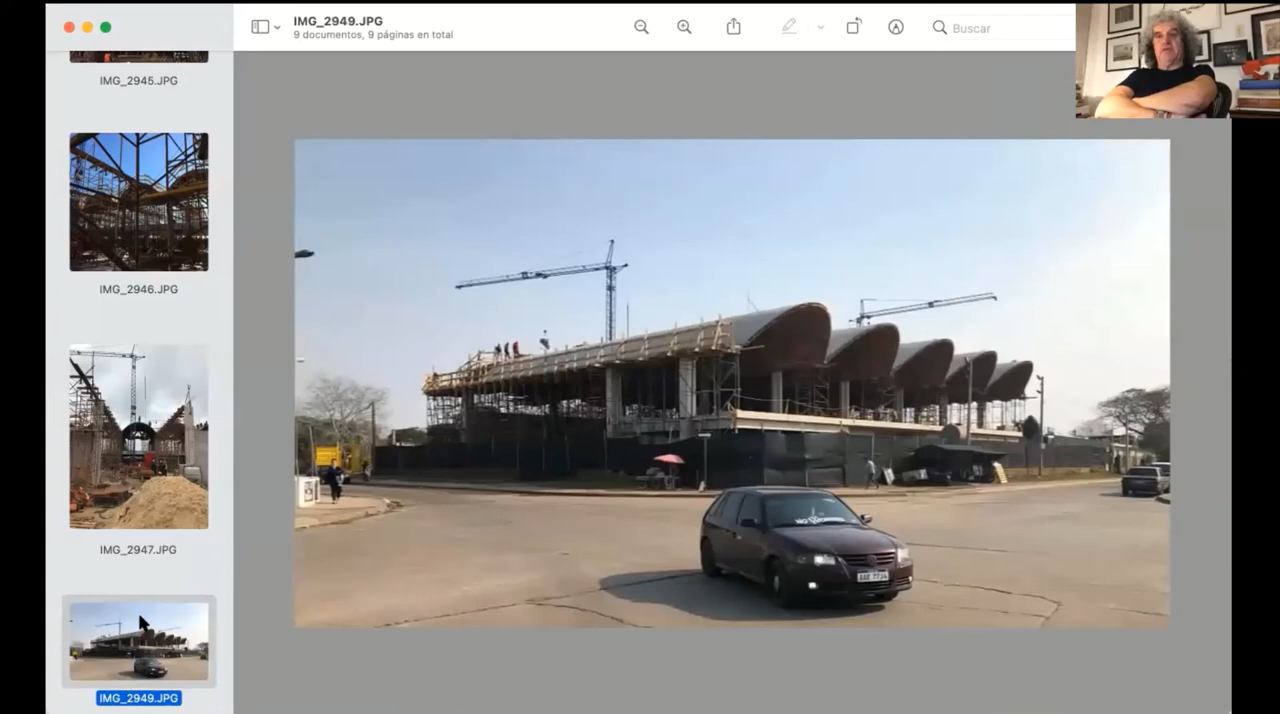 IMG_2949.JPG
9 documentos, 9 páginas en total
Buscar
IMG_2945.JPG
IMG_2946.JPG
IMG_2947.JPG
IMG_2949.JPG